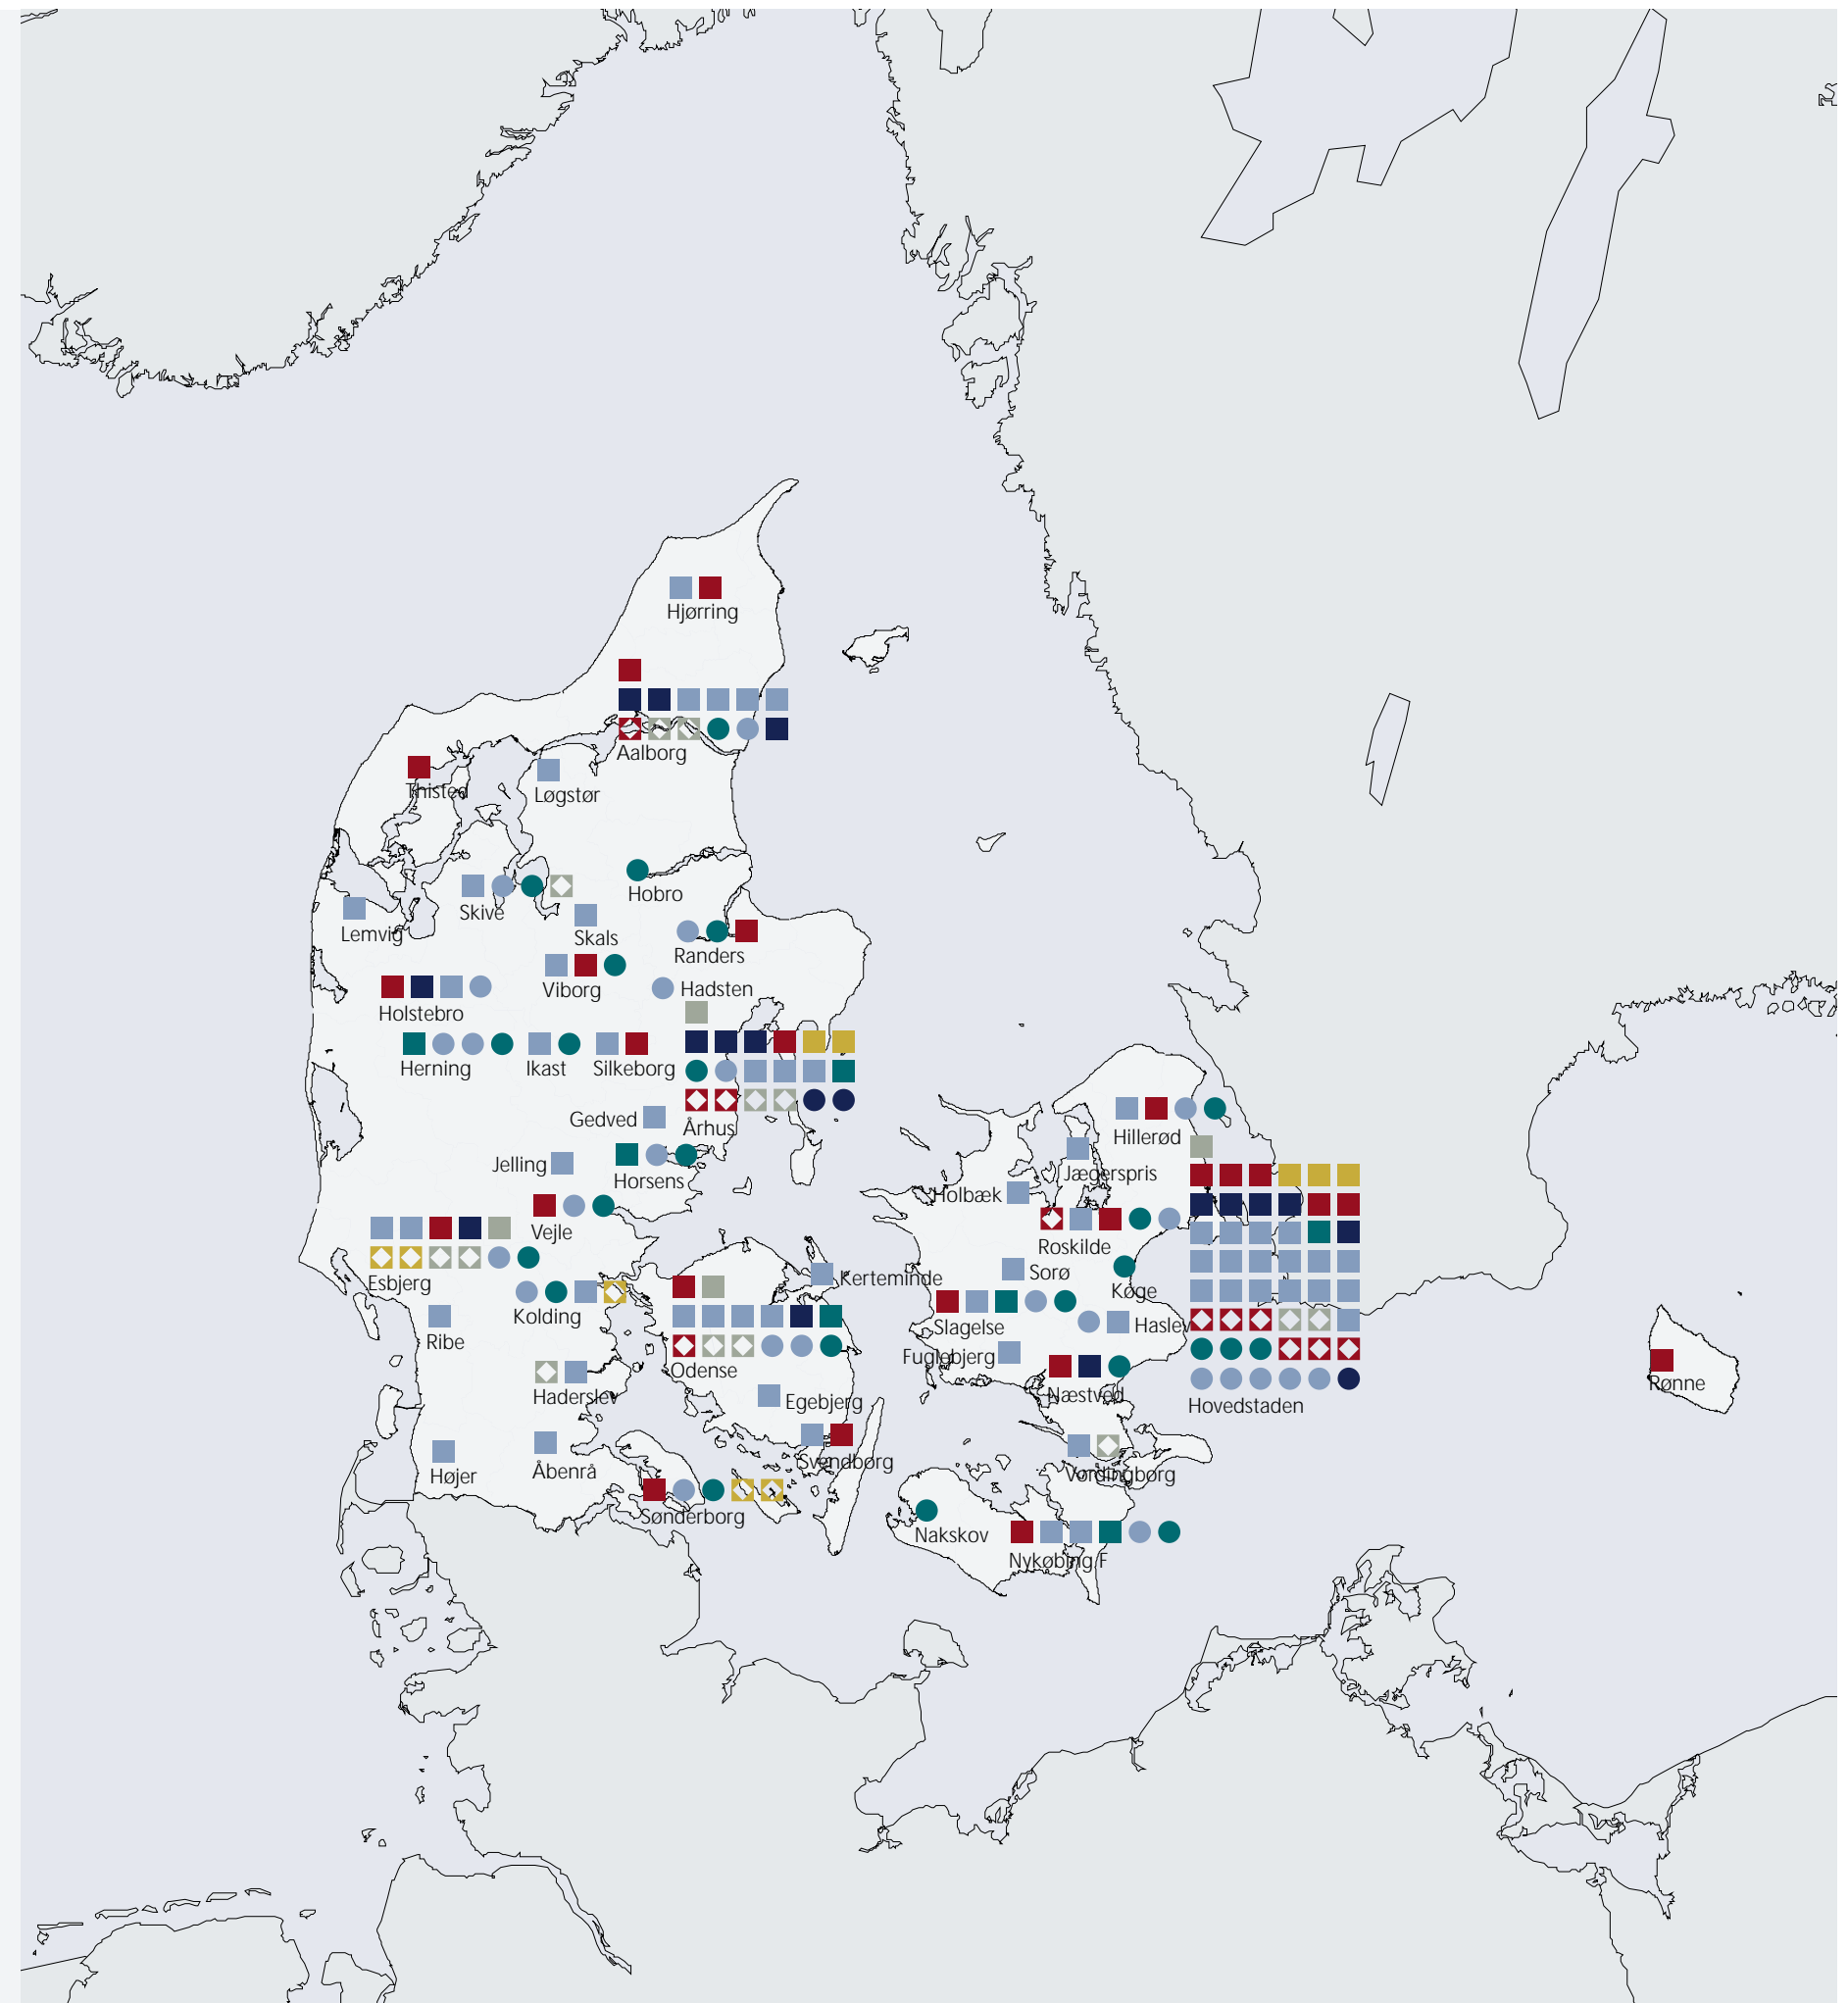 Hjørring
Aalborg
Thisted
Løgstør
Hobro
Skive
Lemvig
Skals
Randers
Viborg
Hadsten
Holstebro
Herning
Ikast
Silkeborg
Gedved
Århus
Hillerød
Jelling
Jægerspris
Horsens
Holbæk
Vejle
Roskilde
Esbjerg
Sorø
Kerteminde
Køge
Kolding
Slagelse
Haslev
Ribe
Fuglebjerg
Odense
Rønne
Haderslev
Næstved
Egebjerg
Hovedstaden
Svendborg
Åbenrå
Højer
Vordingborg
Sønderborg
Nakskov
Nykøbing F